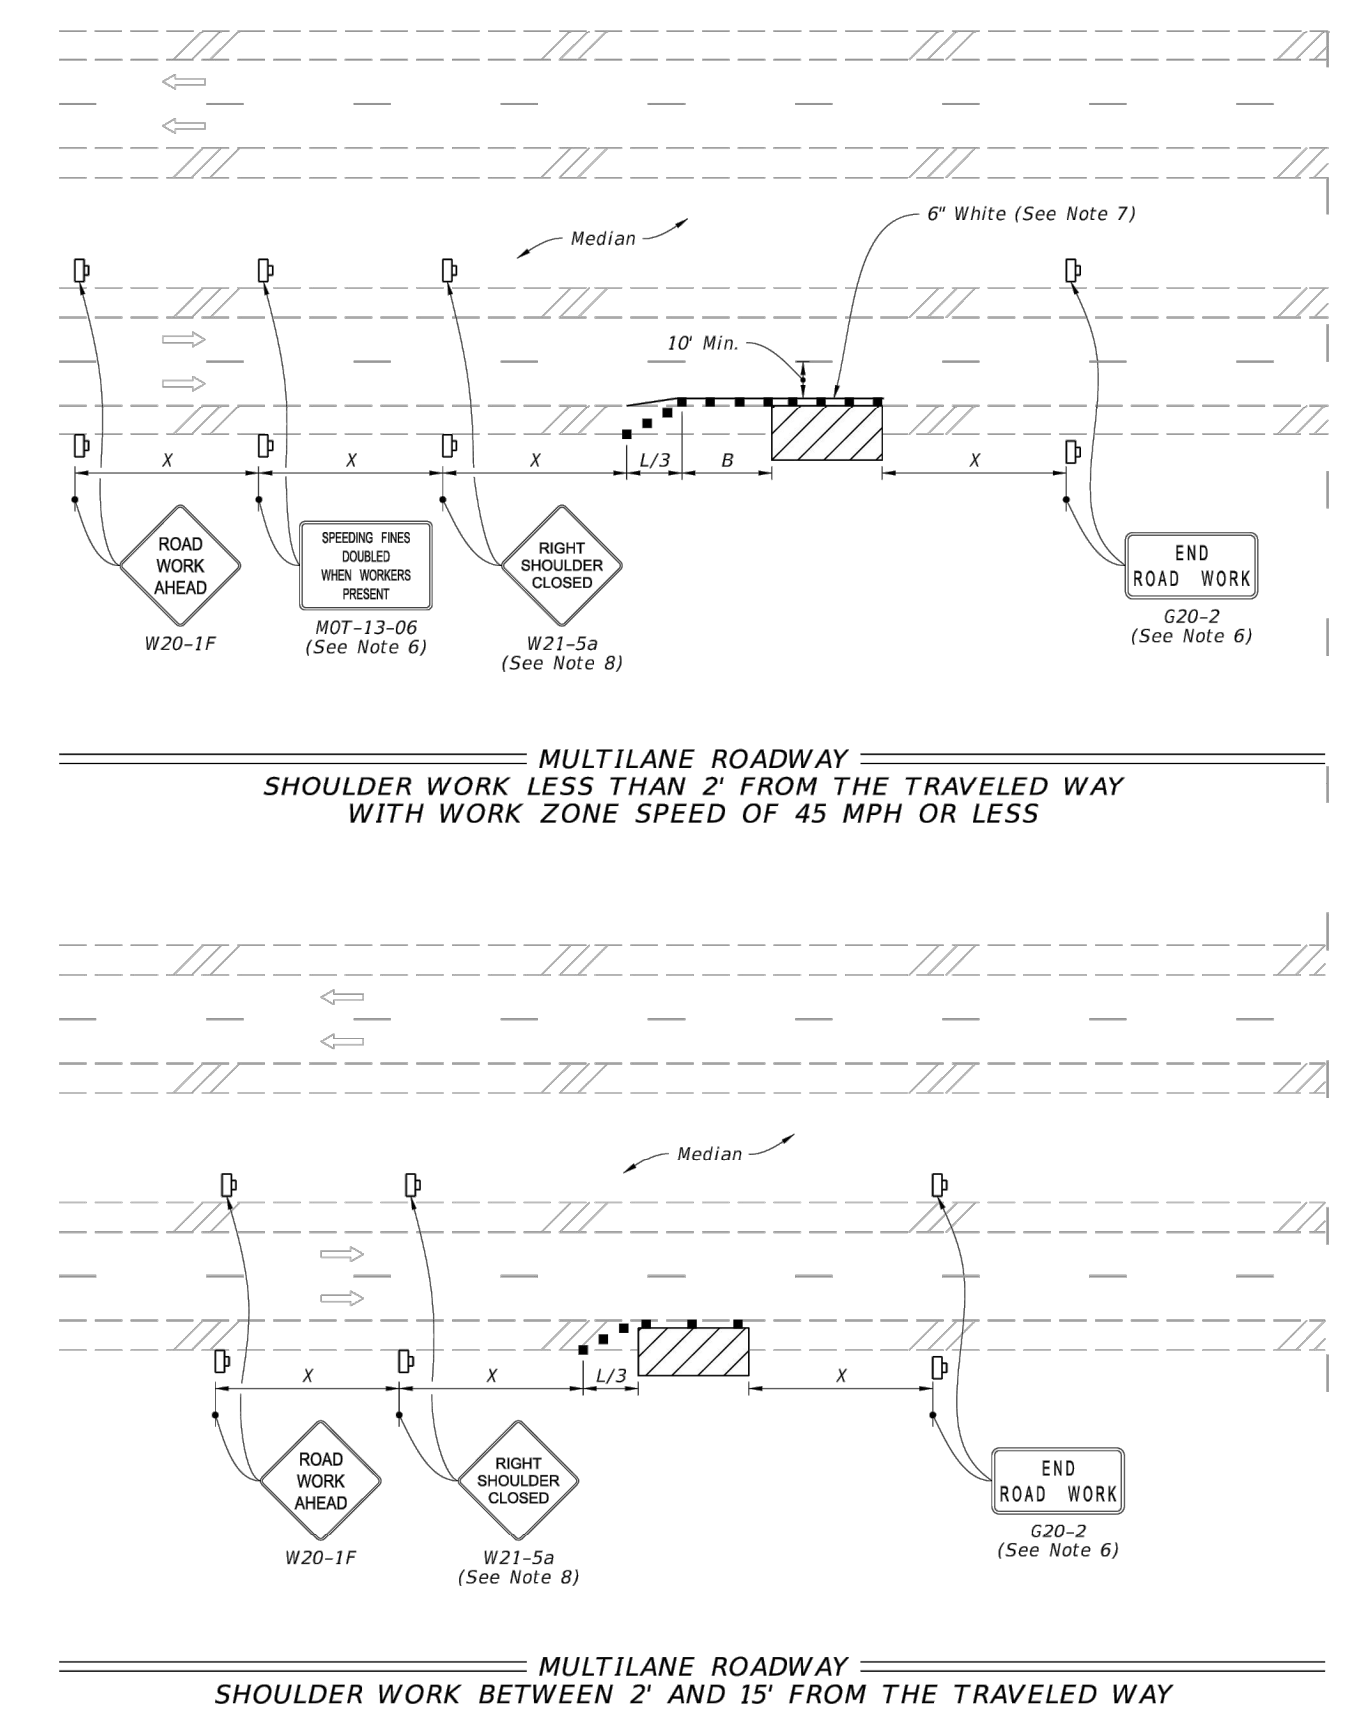 6" White (See Note 7)
Median
10' Min.
X
X
X
L/3
B
X
ROAD
WORK
AHEAD
W20-1F
SPEEDING FINES
DOUBLED
WHEN WORKERS
PRESENT
MOT-13-06
(See Note 6)
RIGHT
SHOULDER
CLOSED
W21-5a
(See Note 8)
END
ROAD WORK
G20-2
(See Note 6)
MULTILANE ROADWAY
SHOULDER WORK LESS THAN 2' FROM THE TRAVELED WAY
WITH WORK ZONE SPEED OF 45 MPH OR LESS
Median
X
X
L/3
X
ROAD
WORK
AHEAD
W20-1F
RIGHT
SHOULDER
CLOSED
W21-5a
(See Note 8)
END
ROAD WORK
G20-2
(See Note 6)
MULTILANE ROADWAY
SHOULDER WORK BETWEEN 2' AND 15' FROM THE TRAVELED WAY